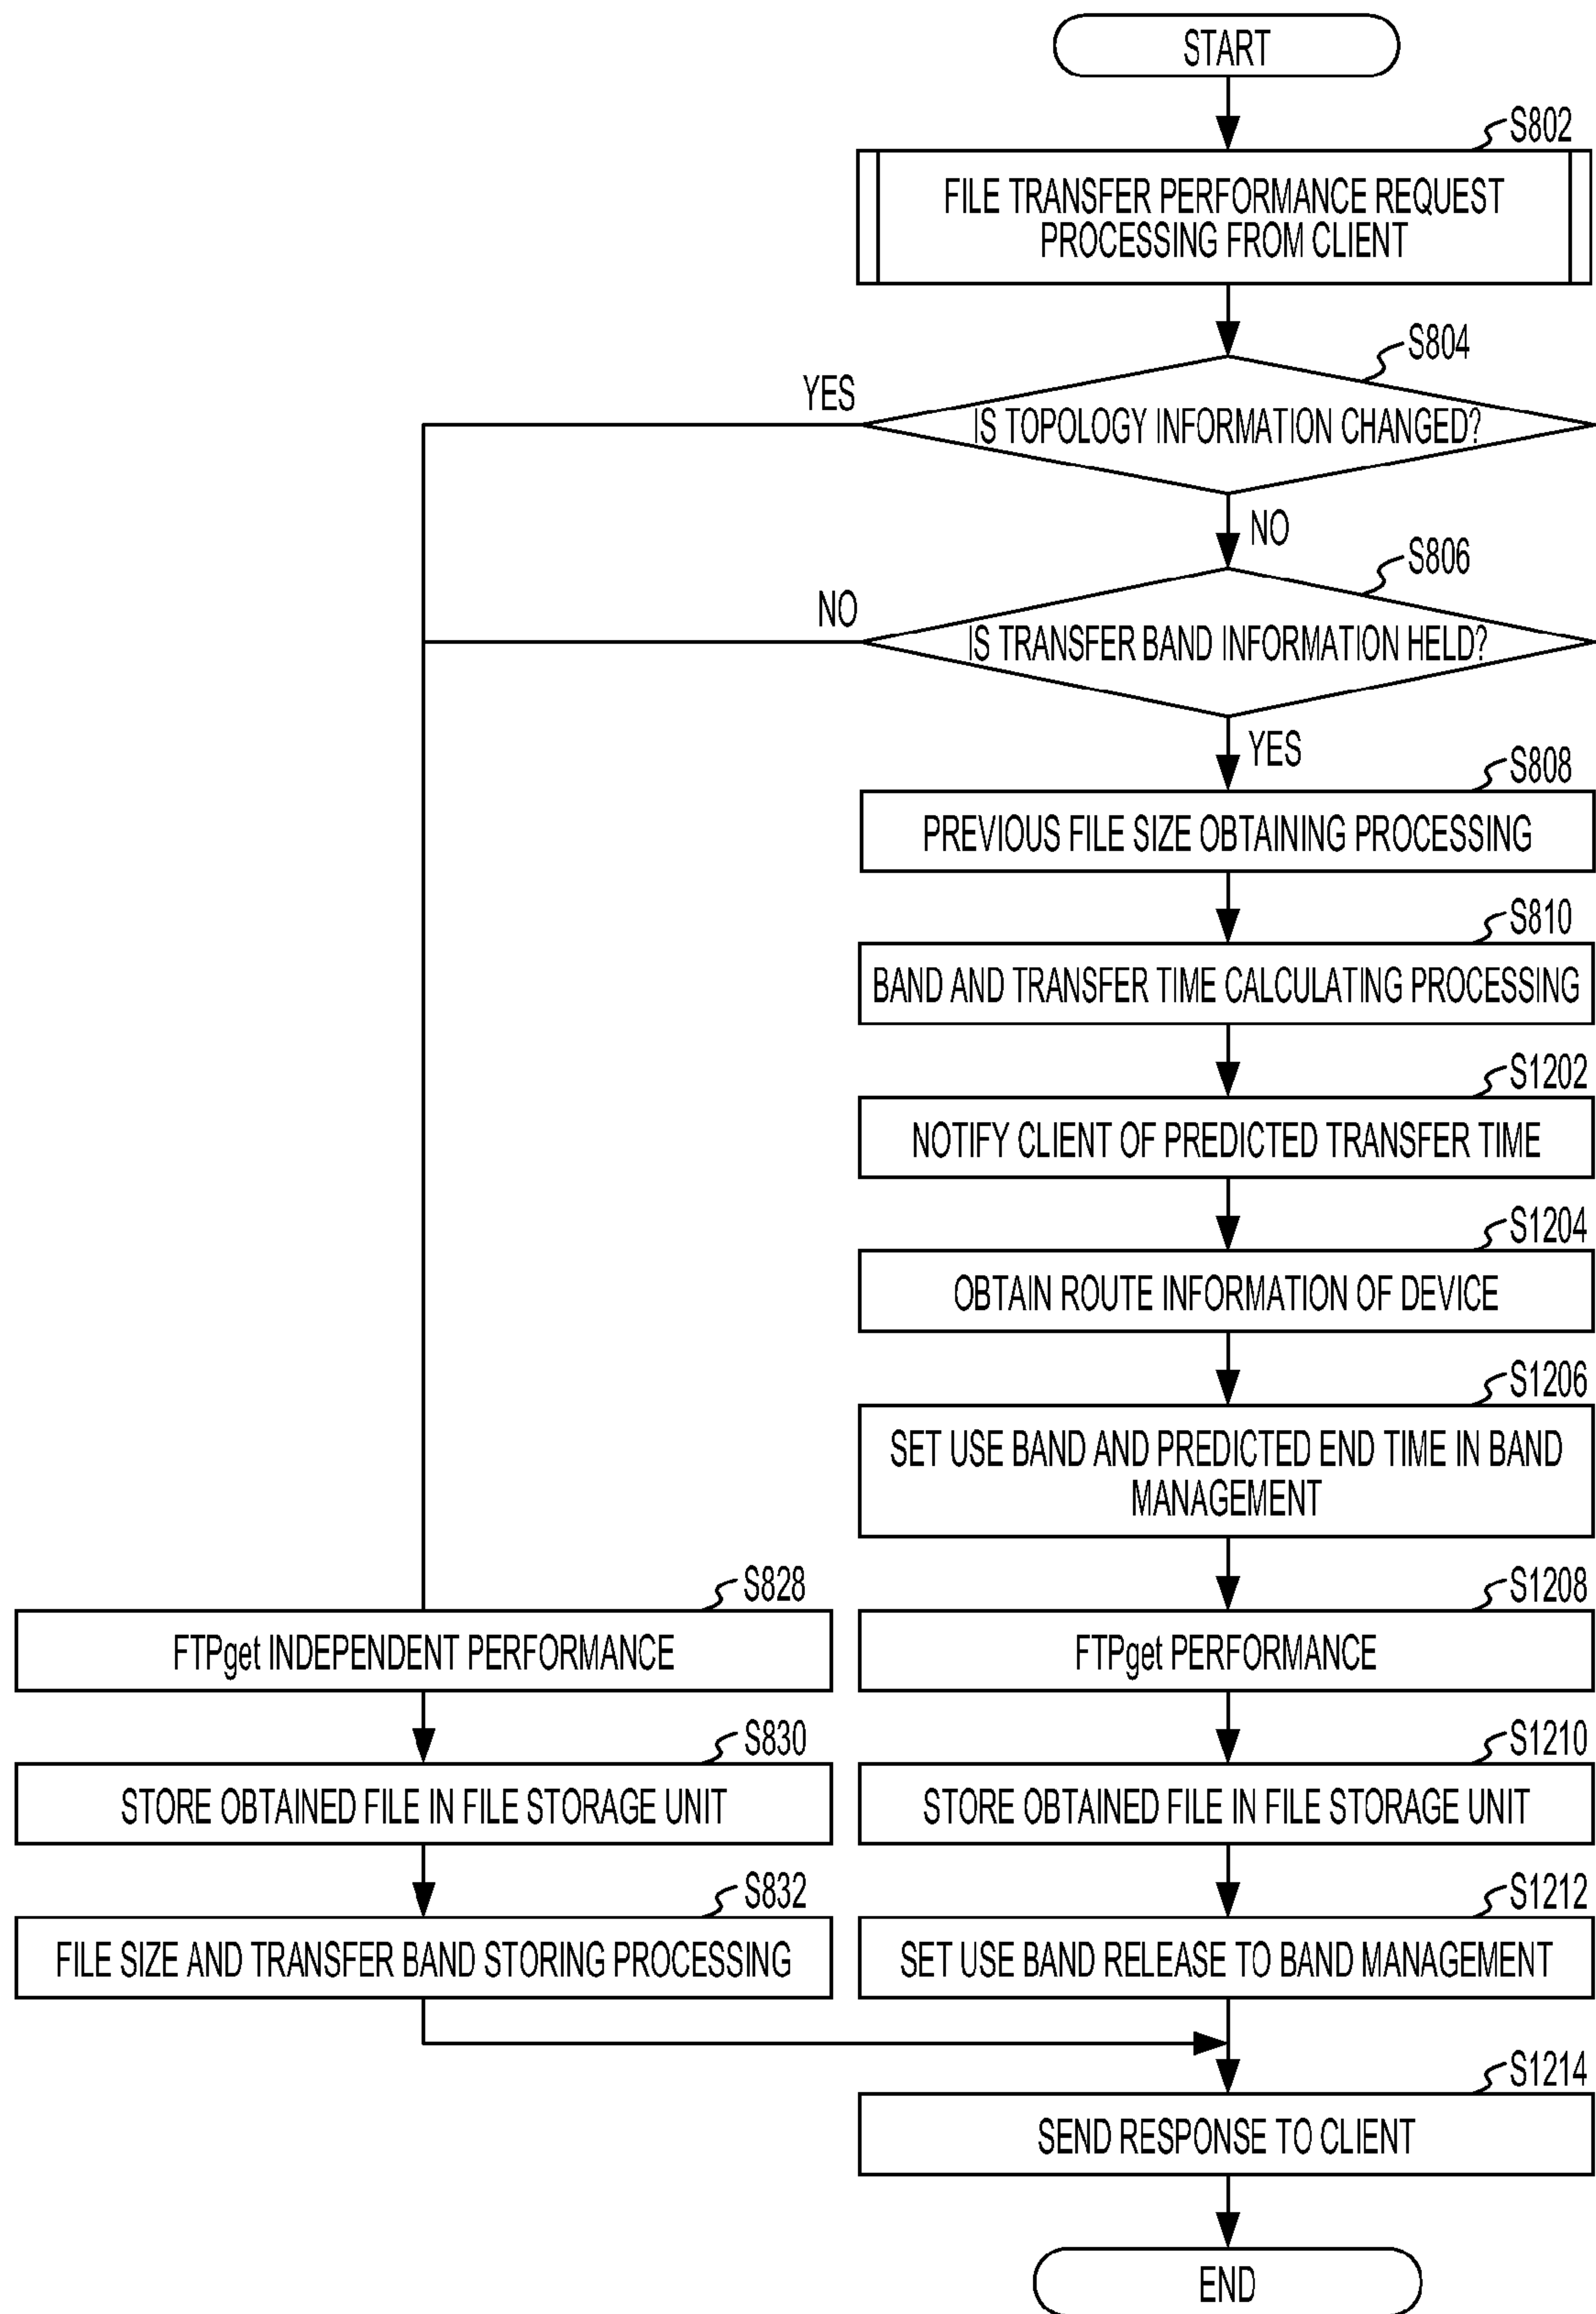 START
S802
FILE TRANSFER PERFORMANCE REQUEST
PROCESSING FROM CLIENT
S804
YES
IS TOPOLOGY INFORMATION CHANGED?
NO
S806
NO
IS TRANSFER BAND INFORMATION HELD?
YES
S808
PREVIOUS FILE SIZE OBTAINING PROCESSING
S810
BAND AND TRANSFER TIME CALCULATING PROCESSING
S1202
NOTIFY CLIENT OF PREDICTED TRANSFER TIME
S1204
OBTAIN ROUTE INFORMATION OF DEVICE
S1206
SET USE BAND AND PREDICTED END TIME IN BAND
MANAGEMENT
S828
FTPget INDEPENDENT PERFORMANCE
S1208
FTPget PERFORMANCE
S830
STORE OBTAINED FILE IN FILE STORAGE UNIT
S1210
STORE OBTAINED FILE IN FILE STORAGE UNIT
S832
FILE SIZE AND TRANSFER BAND STORING PROCESSING
S1212
SET USE BAND RELEASE TO BAND MANAGEMENT
S1214
SEND RESPONSE TO CLIENT
END